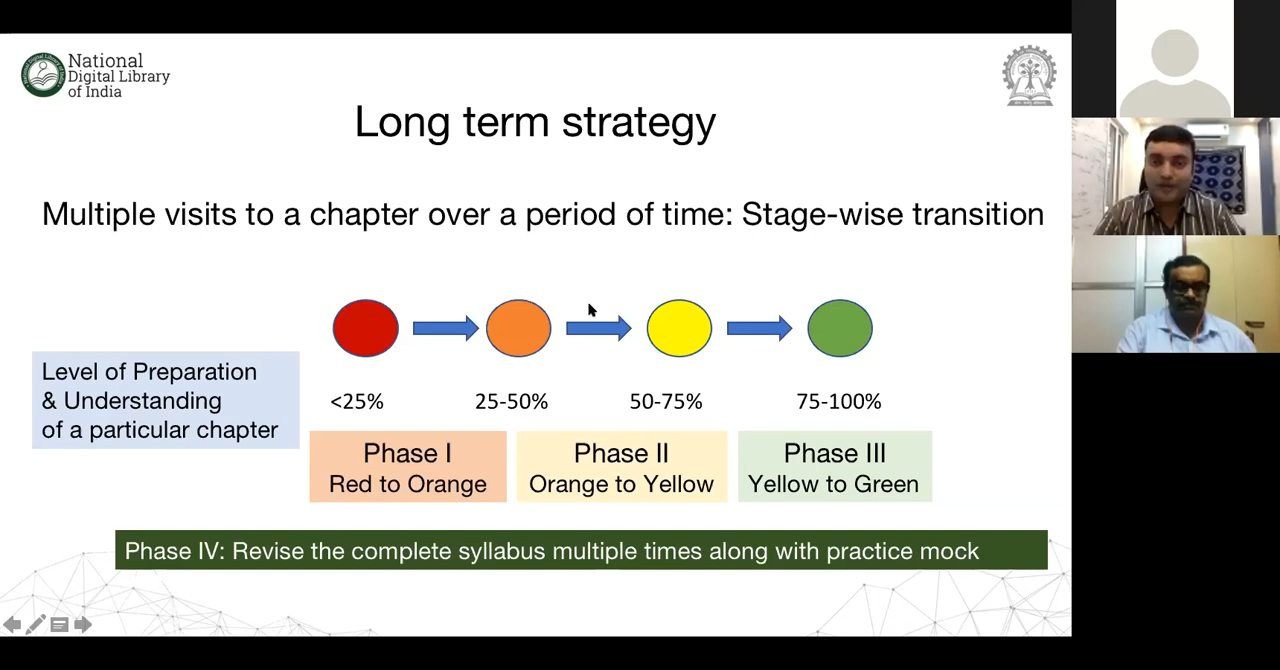 National
Digital Library
of India
Long term strategy
Multiple visits to a chapter over a period of time: Stage-wise transition
Level of Preparation
& Understanding
of a particular chapter
<25%
25-50%
50-75%
75-100%
Phase I
Red to Orange
Phase II
Orange to Yellow
Phase III
Yellow to Green
Phase IV: Revise the complete syllabus multiple times along with practice mock